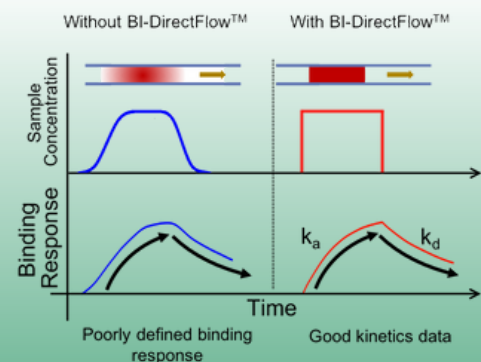 Without BI-DirectFlow™
With BI-DirectFlow™
Sample
Concentration
Binding
Response
ka
kd
Time
Poorly defined binding
response
Good kinetics data